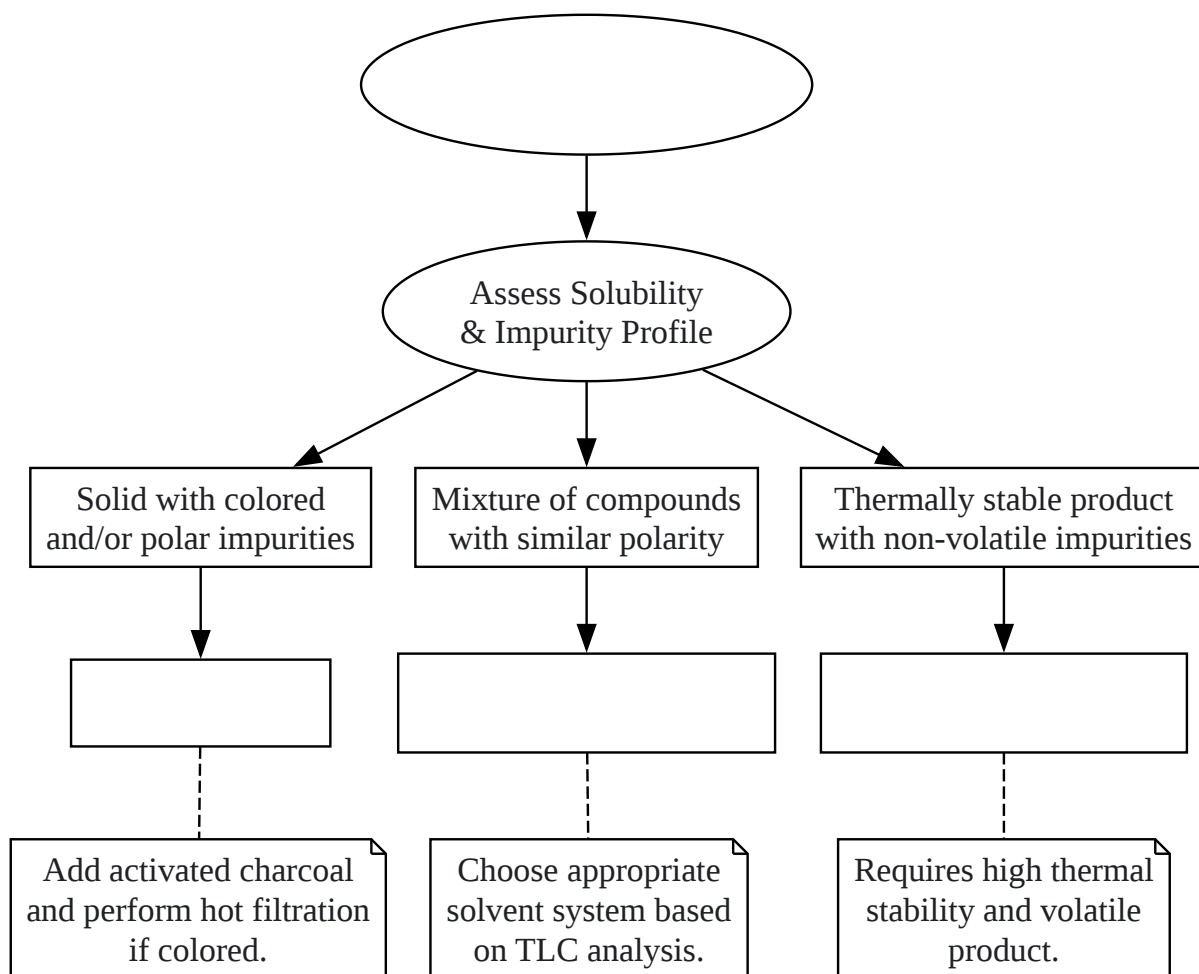 Assess Solubility
& Impurity Profile
Solid with colored
and/or polar impurities
Mixture of compounds
with similar polarity
Thermally stable product
with non-volatile impurities
Add activated charcoal
and perform hot filtration
if colored.
Choose appropriate
solvent system based
on TLC analysis.
Requires high thermal
stability and volatile
product.